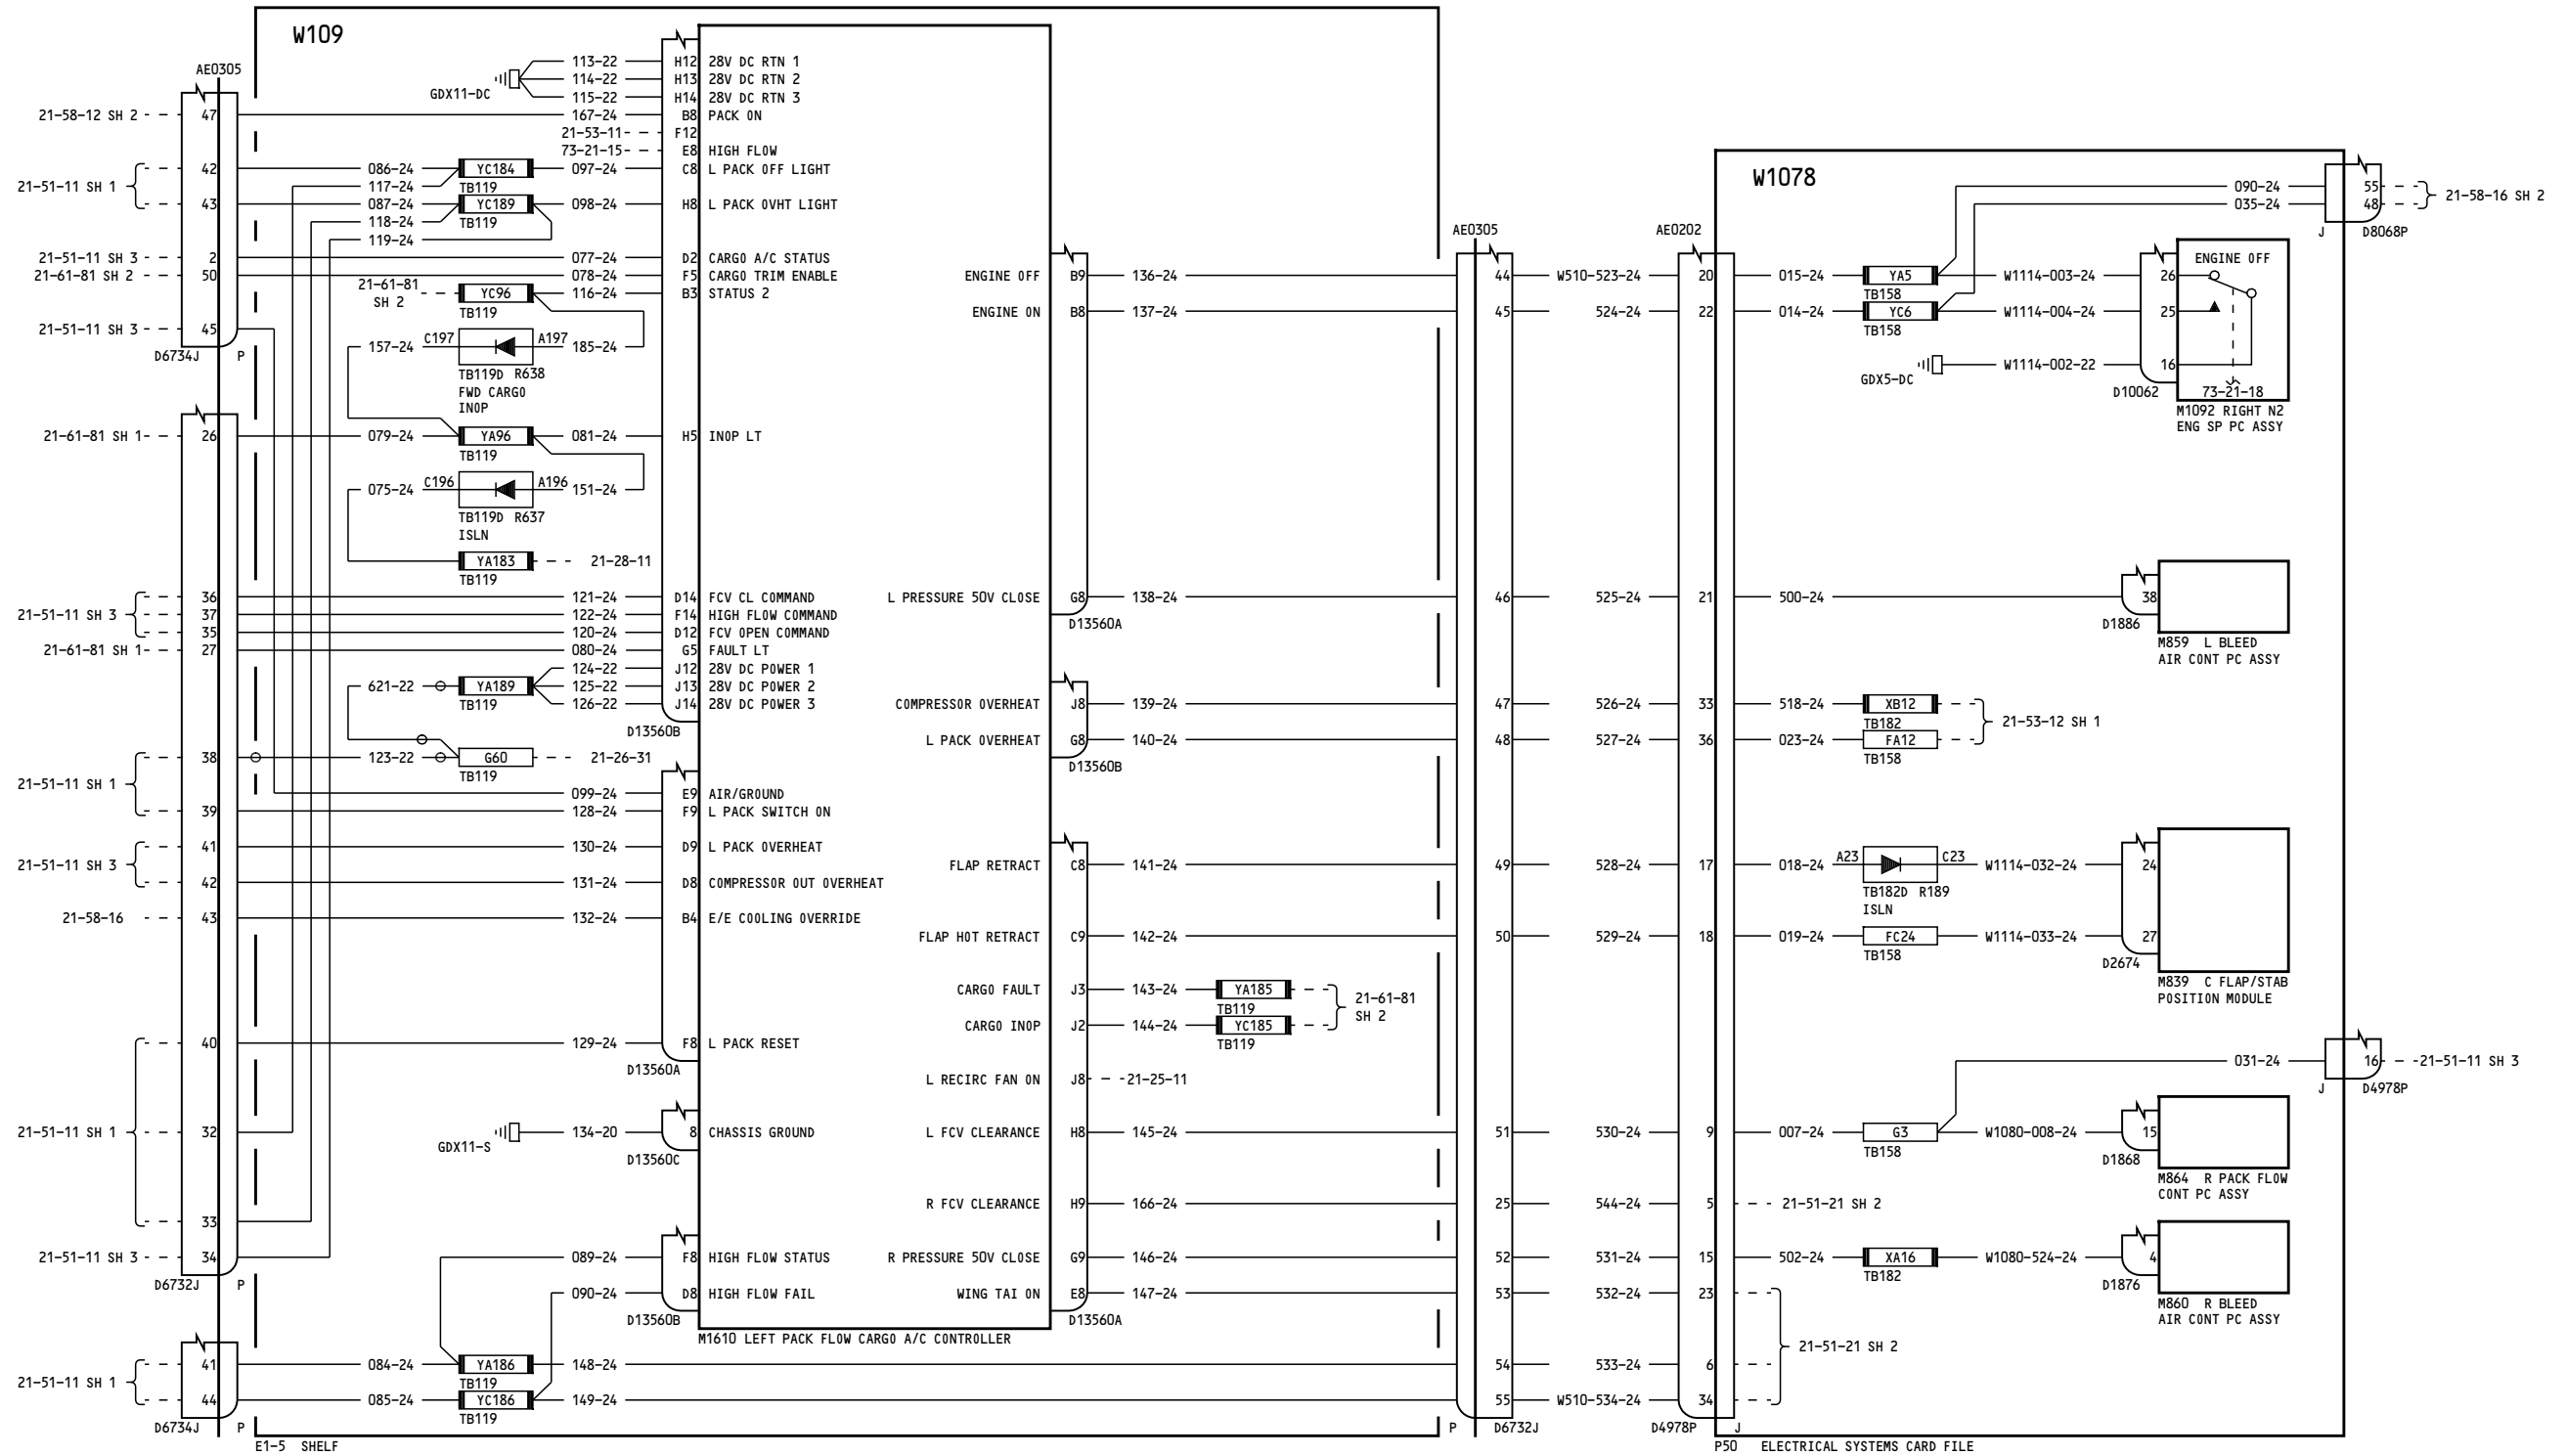 W109
AE0305
21-58-12 SH 2
47
21-51-11 SH 1
42
43
21-51-11 SH 3
2
21-61-81 SH 2
50
21-51-11 SH 3
45
D6734J
P
21-61-81 SH 1
26
21-51-11 SH 3
36
37
35
21-61-81 SH 1
27
21-51-11 SH 1
38
39
21-51-11 SH 3
41
42
21-58-16
43
21-51-11 SH 1
40
32
33
21-51-11 SH 3
34
D6732J
P
21-51-11 SH 1
41
44
D6734J
P
E1-5 SHELF
GDX11-DC
113-22 H12 28V DC RTN 1
114-22 H13 28V DC RTN 2
115-22 H14 28V DC RTN 3
167-24 B8 PACK ON
21-53-11 F12
73-21-15 E8 HIGH FLOW
086-24 YC184 097-24 C8 L PACK OFF LIGHT
117-24 TB119
087-24 YC189 098-24 H8 L PACK OVHT LIGHT
118-24 TB119
119-24
077-24 D2 CARGO A/C STATUS
078-24 F5 CARGO TRIM ENABLE
21-61-81
SH 2
YC96 116-24 B3 STATUS 2
TB119
157-24 C197 A197 185-24
TB119D R638
FWD CARGO
INOP
079-24 YA96 081-24 H5 INOP LT
TB119
075-24 C196 A196 151-24
TB119D R637
ISLN
YA183 21-28-11
TB119
121-24 D14 FCV CL COMMAND
122-24 F14 HIGH FLOW COMMAND
120-24 D12 FCV OPEN COMMAND
080-24 G5 FAULT LT
124-22 J12 28V DC POWER 1
621-22 YA189 125-22 J13 28V DC POWER 2
TB119 126-22 J14 28V DC POWER 3
D13560B
123-22 G60 21-26-31
TB119
099-24 E9 AIR/GROUND
128-24 F9 L PACK SWITCH ON
130-24 D9 L PACK OVERHEAT
131-24 D8 COMPRESSOR OUT OVERHEAT
132-24 B4 E/E COOLING OVERRIDE
129-24 F8 L PACK RESET
D13560A
GDX11-S
134-20 8 CHASSIS GROUND
D13560C
089-24 F8 HIGH FLOW STATUS
090-24 D8 HIGH FLOW FAIL
D13560B
M1610 LEFT PACK FLOW CARGO A/C CONTROLLER
084-24 YA186 148-24
TB119
085-24 YC186 149-24
TB119
ENGINE OFF B9 136-24
ENGINE ON B8 137-24
L PRESSURE 50V CLOSE G8 138-24
D13560A
COMPRESSOR OVERHEAT J8 139-24
L PACK OVERHEAT G8 140-24
D13560B
FLAP RETRACT C8 141-24
FLAP HOT RETRACT C9 142-24
CARGO FAULT J3 143-24 YA185
TB119
CARGO INOP J2 144-24 YC185
TB119
21-61-81
SH 2
L RECIRC FAN ON J8 21-25-11
L FCV CLEARANCE H8 145-24
R FCV CLEARANCE H9 166-24
R PRESSURE 50V CLOSE G9 146-24
WING TAI ON E8 147-24
D13560A
AE0305
AE0202
44 W510-523-24 20
45 524-24 22
46 525-24 21
47 526-24 33
48 527-24 36
49 528-24 17
50 529-24 18
51 530-24 9
25 544-24 5
52 531-24 15
53 532-24 23
54 533-24 6
55 W510-534-24 34
P
D6732J
D4978P
J
W1078
090-24 55
035-24 48
21-58-16 SH 2
J
D8068P
015-24 YA5 W1114-003-24 26
TB158
014-24 YC6 W1114-004-24 25
TB158
GDX5-DC
W1114-002-22 16
D10062
ENGINE OFF
73-21-18
M1092 RIGHT N2
ENG SP PC ASSY
500-24 38
D1886
M859 L BLEED
AIR CONT PC ASSY
518-24 XB12
TB182
023-24 FA12
TB158
21-53-12 SH 1
018-24 A23 C23 W1114-032-24 24
TB182D R189
ISLN
019-24 FC24 W1114-033-24 27
TB158
D2674
M839 C FLAP/STAB
POSITION MODULE
031-24 16 21-51-11 SH 3
J
D4978P
007-24 G3 W1080-008-24 15
TB158
D1868
M864 R PACK FLOW
CONT PC ASSY
21-51-21 SH 2
502-24 XA16 W1080-524-24 4
TB182
D1876
M860 R BLEED
AIR CONT PC ASSY
21-51-21 SH 2
P50 ELECTRICAL SYSTEMS CARD FILE